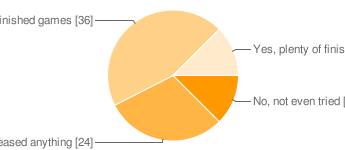 finished games [36]
Yes, plenty of finis
No, not even tried [
eased anything [24]